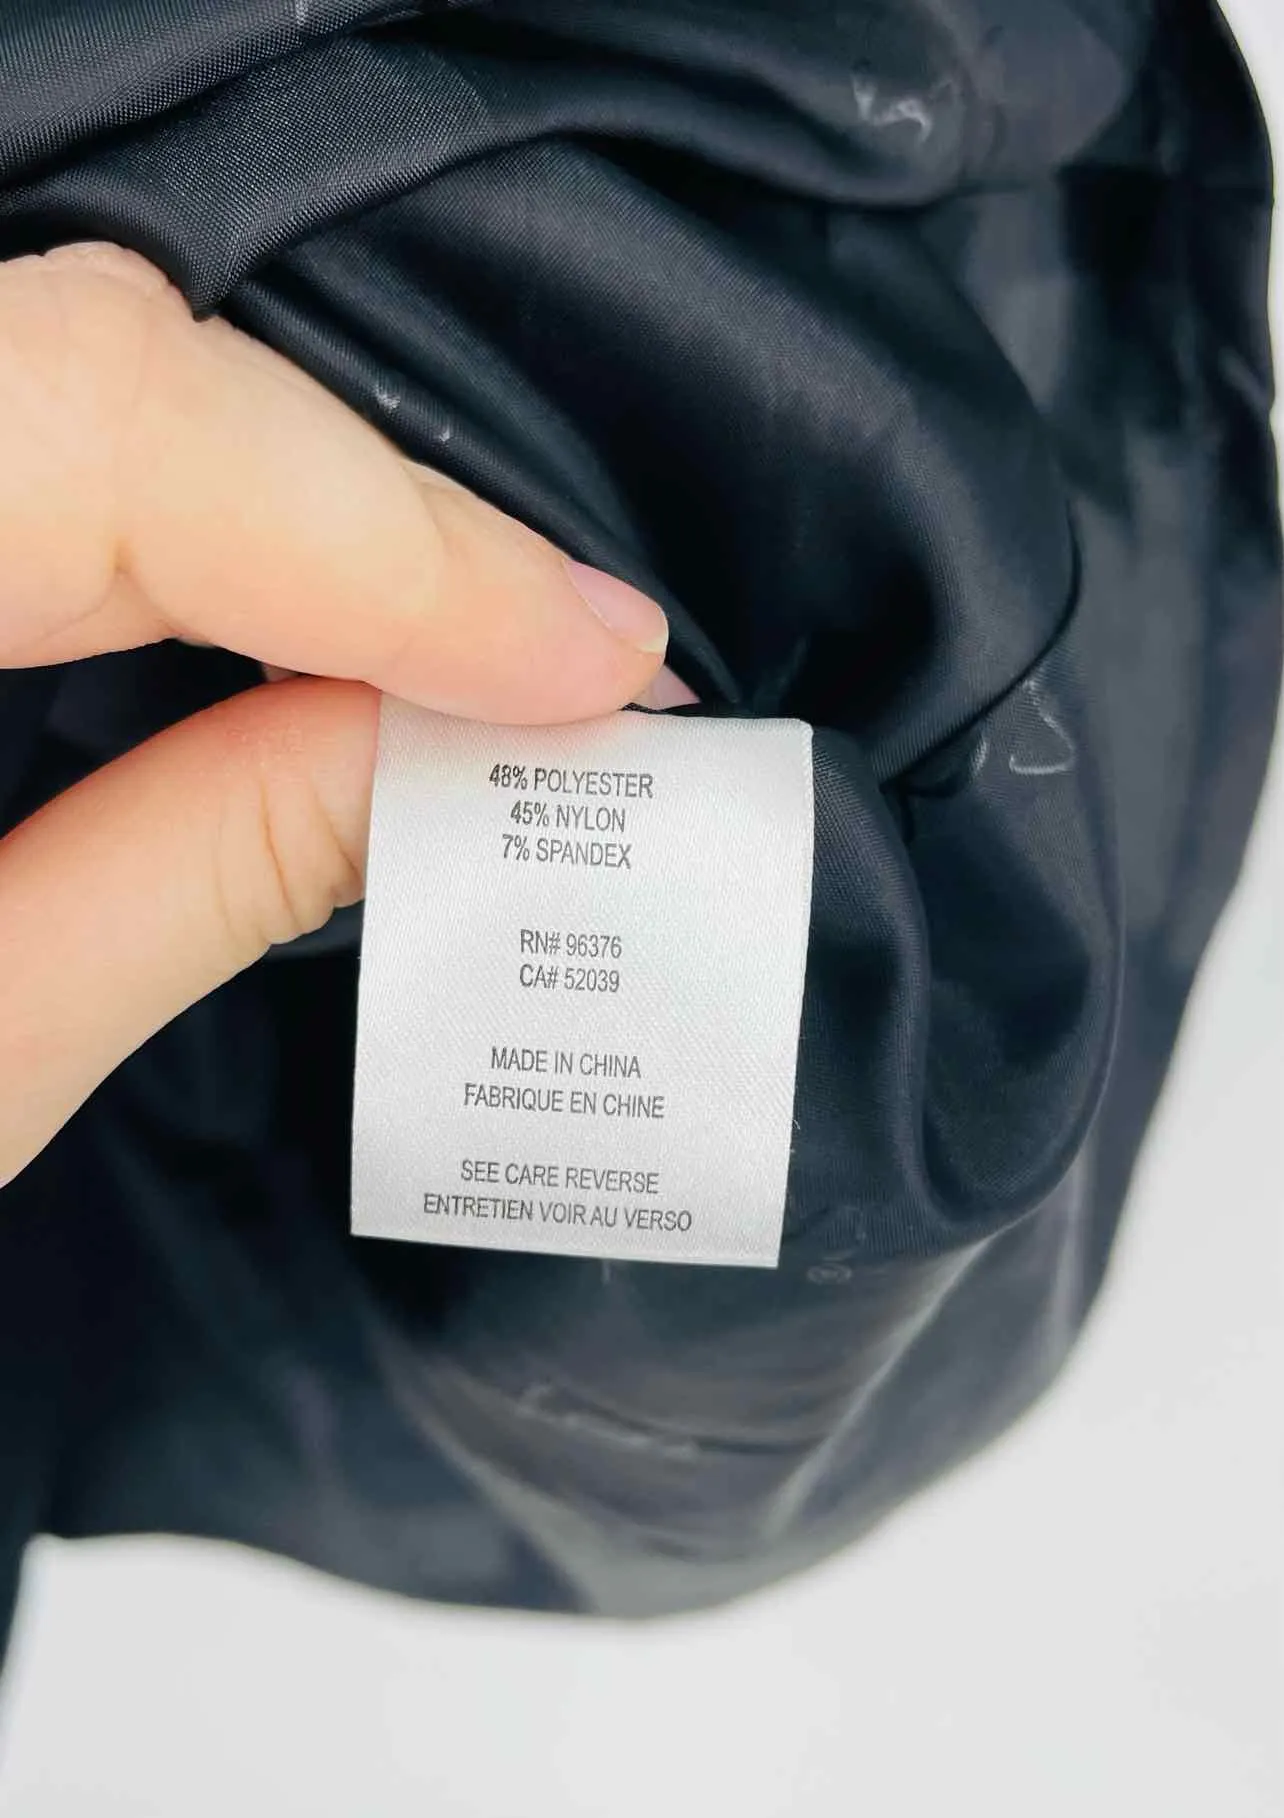 48% POLYESTER
45% NYLON
7% SPANDEX
RN# 96376
CA# 52039
MADE IN CHINA
FABRIQUE EN CHINE
SEE CARE REVERSE
ENTRETIEN VOIR AU VERSO